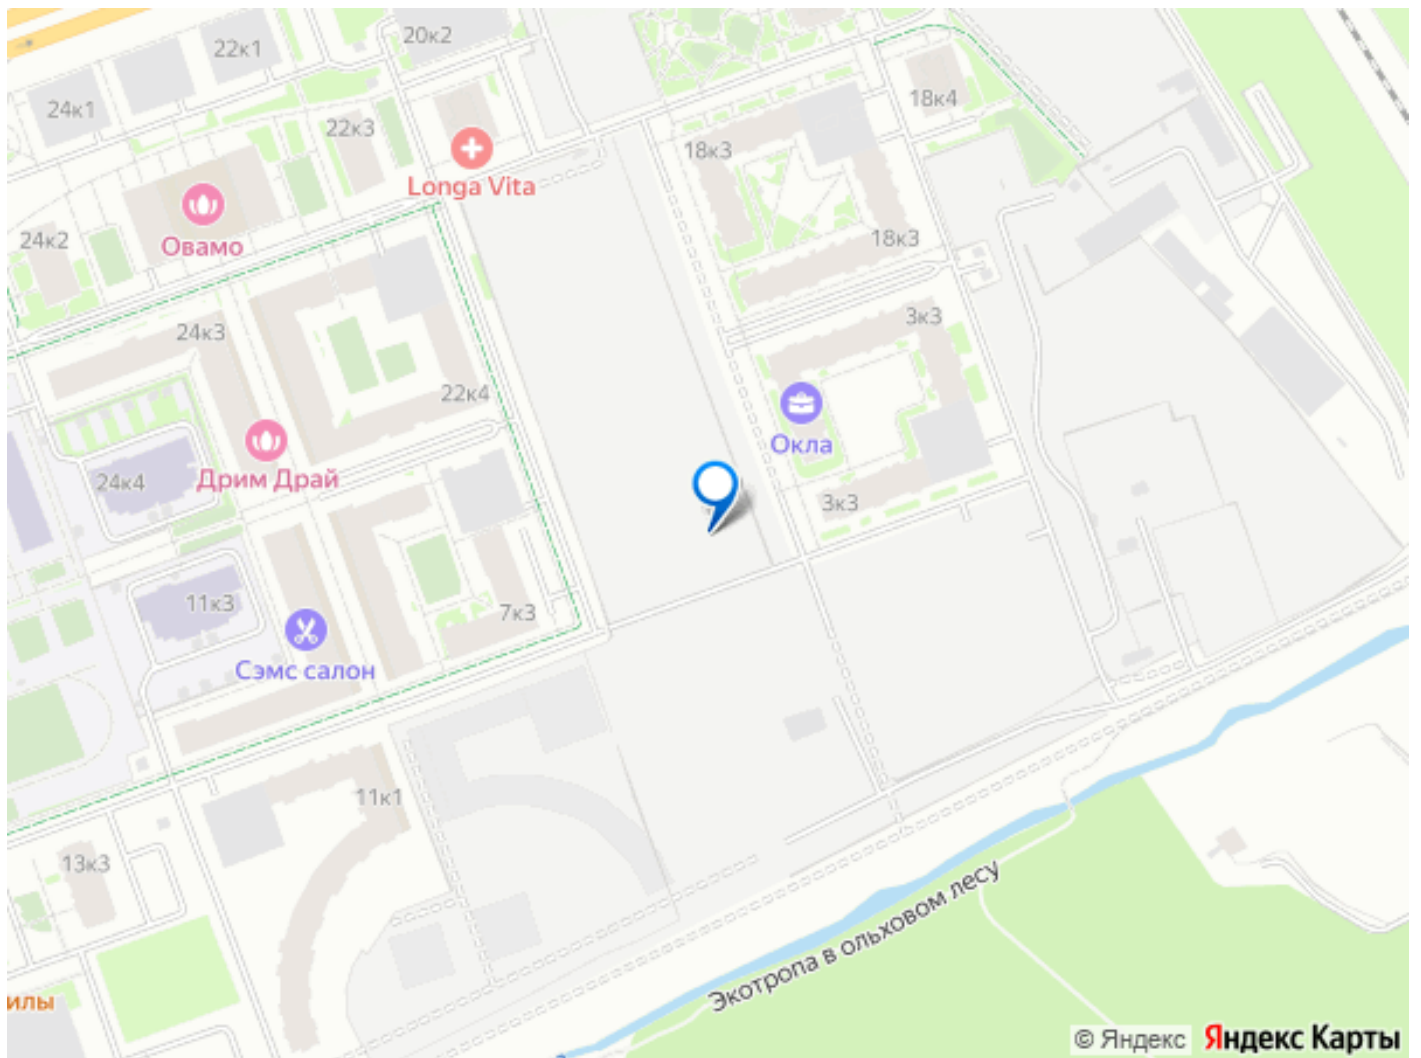 20к2
22к1
24к1
18к4
22к3
18к3
Longa Vita
24к2
Овамо
18к3
24к3
3к3
22к4
Окла
Дрим Драй
24к4
3к3
11к3
7к3
Сэмс салон
11к1
13к3
Экотропа в ольховом лесу
илы
© Яндекс Яндекс Карты